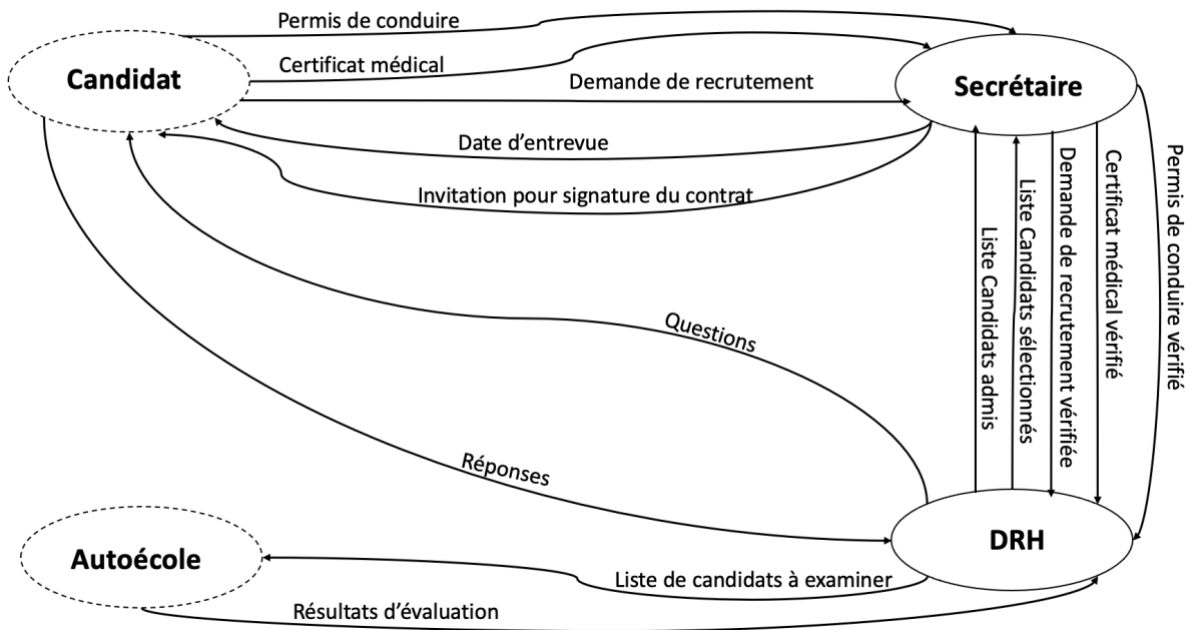 Permis de conduire
Certificat médical
Candidat
Secrétaire
Demande de recrutement
Date d’entrevue
Invitation pour signature du contrat
Liste Candidats admis
Liste Candidats sélectionnés
Demande de recrutement vérifiée
Certificat médical vérifié
Permis de conduire vérifié
Questions
Réponses
Autoécole
DRH
Liste de candidats à examiner
Résultats d’évaluation